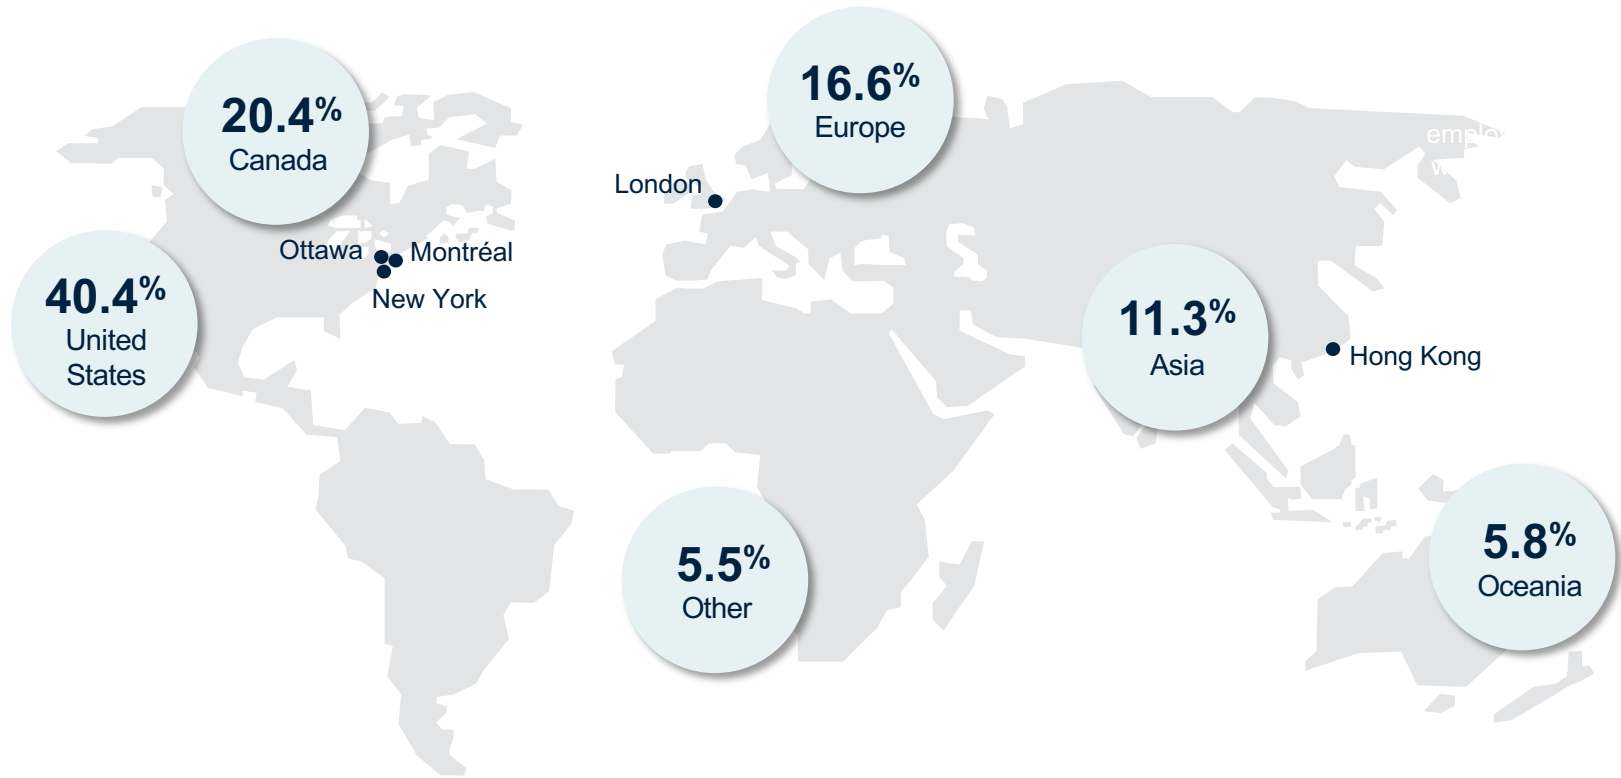 20.4%
Canada
16.6%
Europe
London
Ottawa
Montréal
New York
40.4%
United
States
11.3%
Asia
Hong Kong
5.5%
Other
5.8%
Oceania